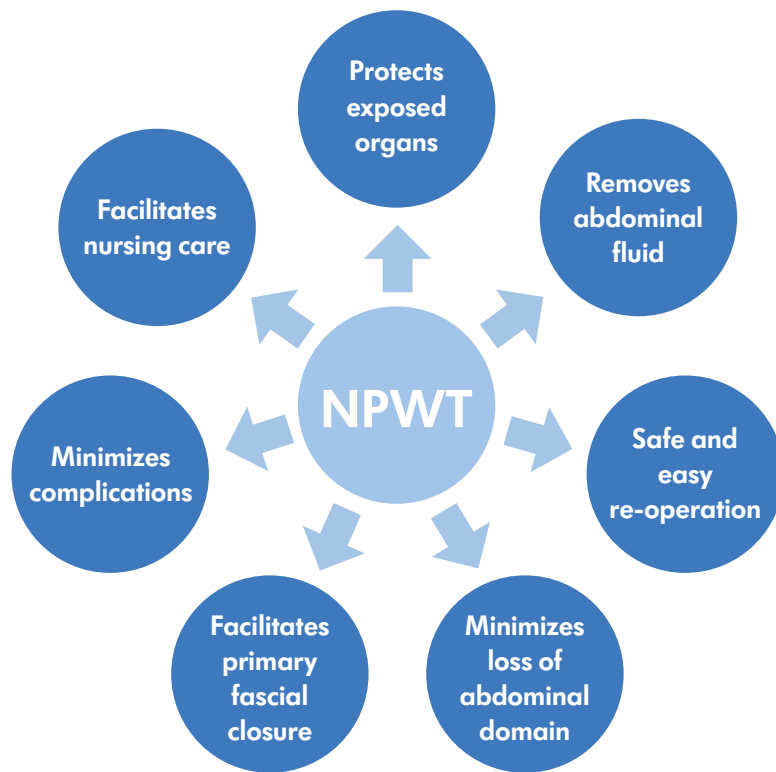 Protects
exposed
organs
Removes
abdominal
fluid
Safe and
easy
re-operation
Minimizes
loss of
abdominal
domain
Facilitates
primary
fascial
closure
Minimizes
complications
Facilitates
nursing care
NPWT